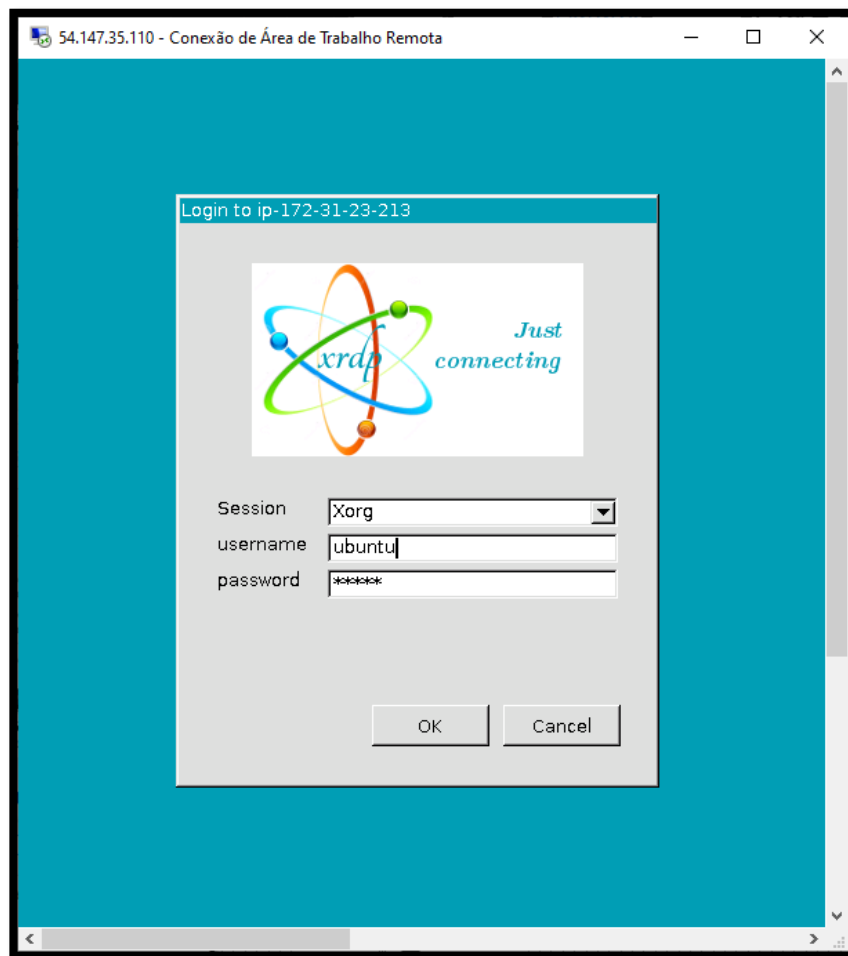 54.147.35.110 - Conexão de Área de Trabalho Remota
Login to ip-172-31-23-213
xrdp
Just
connecting
Session
Xorg
username
ubuntu
password
*****
OK
Cancel